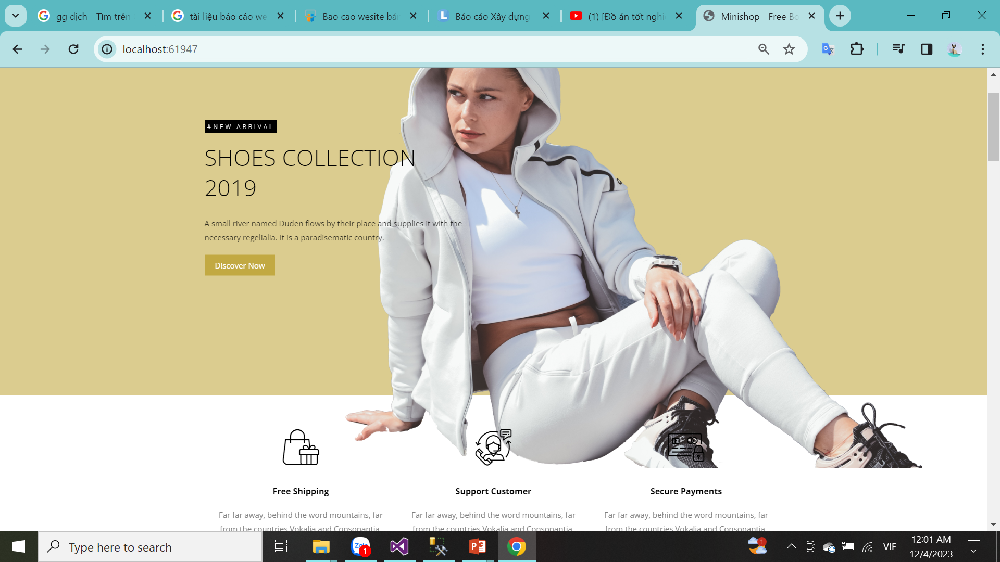 gg dịch - Tìm trên
tài liệu báo cáo we
Bao cao wesite bán
Báo cáo Xây dựng
(1) [Đồ án tốt nghi
Minishop - Free Bo
localhost:61947
#NEW ARRIVAL
SHOES COLLECTION
2019
A small river named Duden flows by their place and supplies it with the
necessary regelialia. It is a paradisematic country.
Discover Now
Free Shipping
Support Customer
Secure Payments
Far far away, behind the word mountains, far
from the countries Vokalia and Consonantia
Far far away, behind the word mountains, far
from the countries Vokalia and Consonantia
Far far away, behind the word mountains, far
from the countries Vokalia and Consonantia
Type here to search
Zalo
1
1
VIE
12:01 AM
12/4/2023